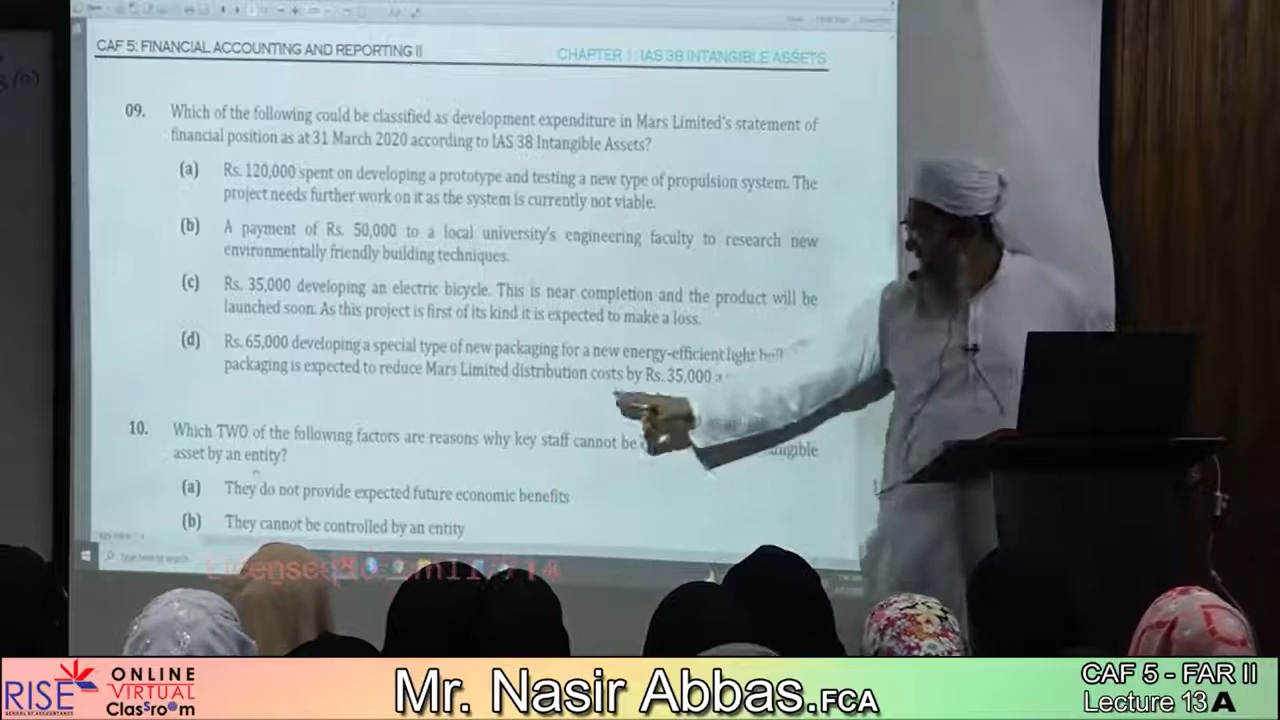 CAF 5: FINANCIAL ACCOUNTING AND REPORTING II
CHAPTER 1: IAS 38 INTANGIBLE ASSETS
09. Which of the following could be classified as development expenditure in Mars Limited's statement of
financial position as at 31 March 2020 according to IAS 38 Intangible Assets?
(a) Rs. 120,000 spent on developing a prototype and testing a new type of propulsion system. The
project needs further work on it as the system is currently not viable.
(b) A payment of Rs. 50,000 to a local university's engineering faculty to research new
environmentally friendly building techniques.
(c) Rs. 35,000 developing an electric bicycle. This is near completion and the product will be
launched soon. As this project is first of its kind it is expected to make a loss.
(d) Rs. 65,000 developing a special type of new packaging for a new energy-efficient light
packaging is expected to reduce Mars Limited distribution costs by Rs. 35,000 a
10. Which TWO of the following factors are reasons why key staff cannot be
asset by an entity?
(a) They do not provide expected future economic benefits
(b) They cannot be controlled by an entity
RISE
ONLINE
VIRTUAL
Classroom
Mr. Nasir Abbas.FCA
CAF 5 - FAR II
Lecture 13 A